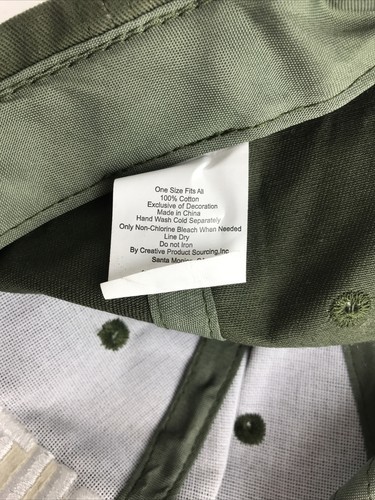 One Size Fits All
100% Cotton
Exclusive of Decoration
Made in China
Hand Wash Cold Separately
Only Non-Chlorine Bleach When Needed
Line Dry
Do not Iron
By Creative Product Sourcing Inc
Santa Monica, CA